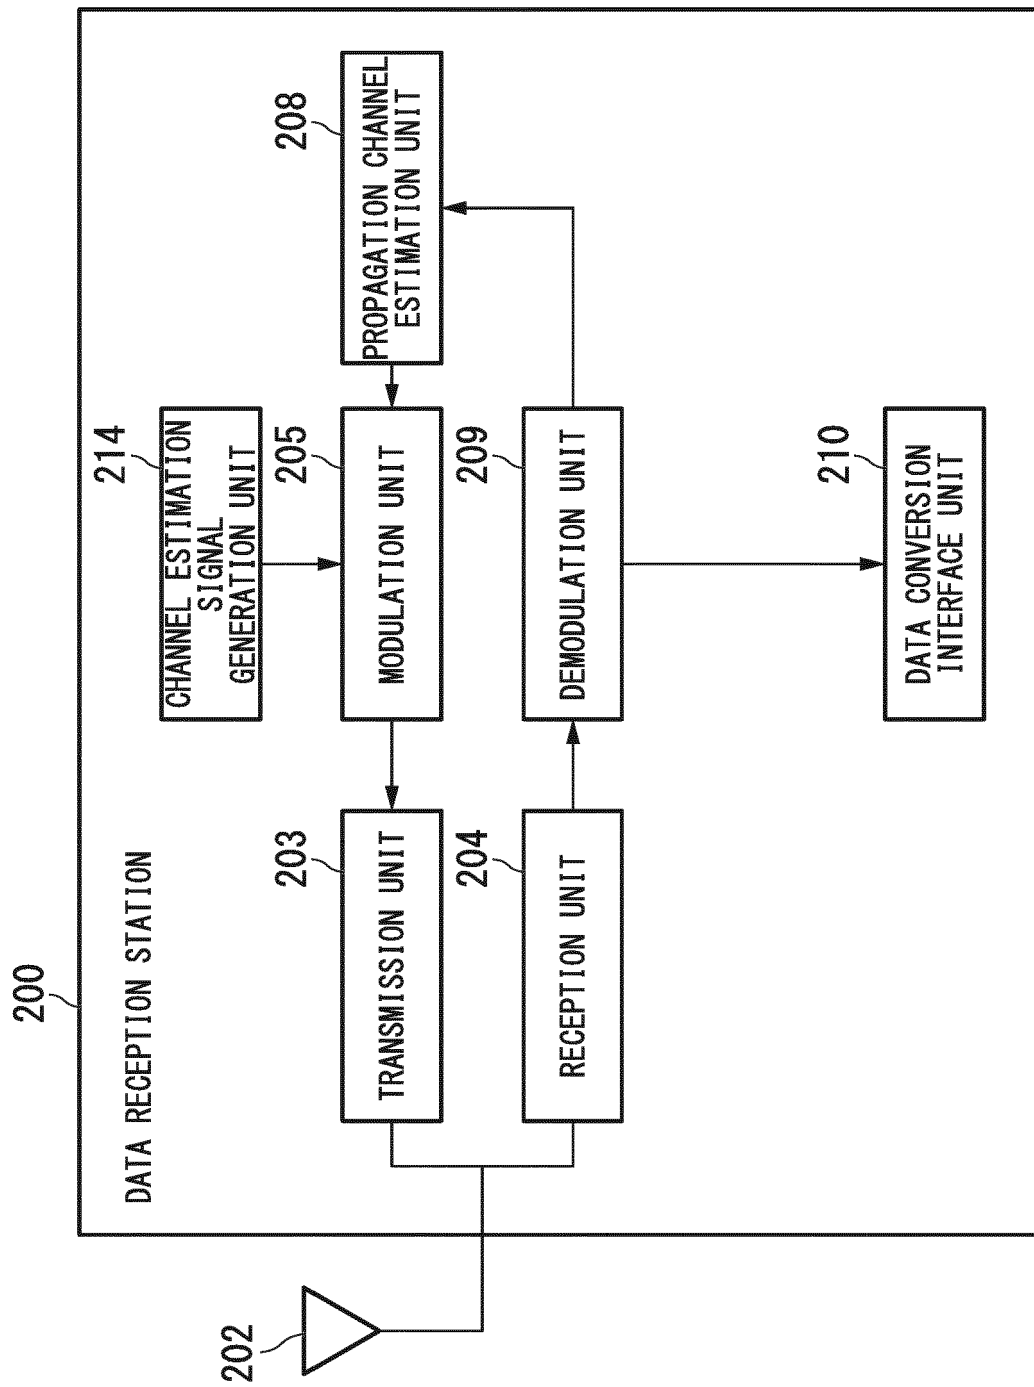 200
DATA RECEPTION STATION
202
203
TRANSMISSION UNIT
204
RECEPTION UNIT
214
CHANNEL ESTIMATION
SIGNAL
GENERATION UNIT
205
MODULATION UNIT
209
DEMODULATION UNIT
210
DATA CONVERSION
INTERFACE UNIT
208
PROPAGATION CHANNEL
ESTIMATION UNIT